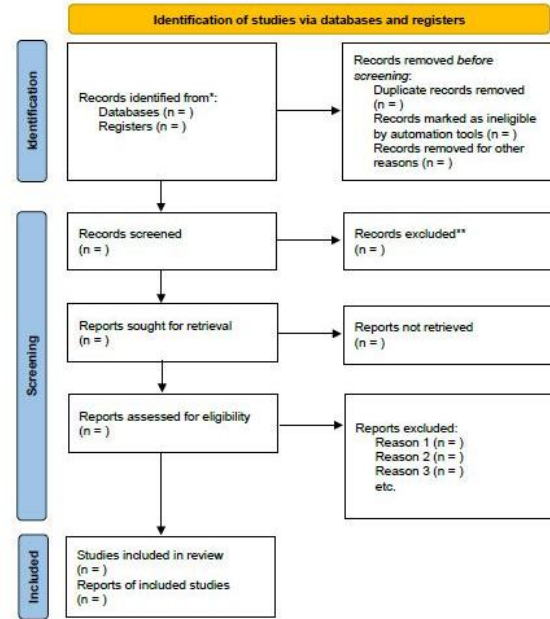 Identification of studies via databases and registers
Identification
Records identified from*:
Databases (n = )
Registers (n = )
Records removed before
screening:
Duplicate records removed
(n = )
Records marked as ineligible
by automation tools (n = )
Records removed for other
reasons (n = )
Screening
Records screened
(n = )
Records excluded**
(n = )
Reports sought for retrieval
(n = )
Reports not retrieved
(n = )
Reports assessed for eligibility
(n = )
Reports excluded:
Reason 1 (n = )
Reason 2 (n = )
Reason 3 (n = )
etc.
Included
Studies included in review
(n = )
Reports of included studies
(n = )